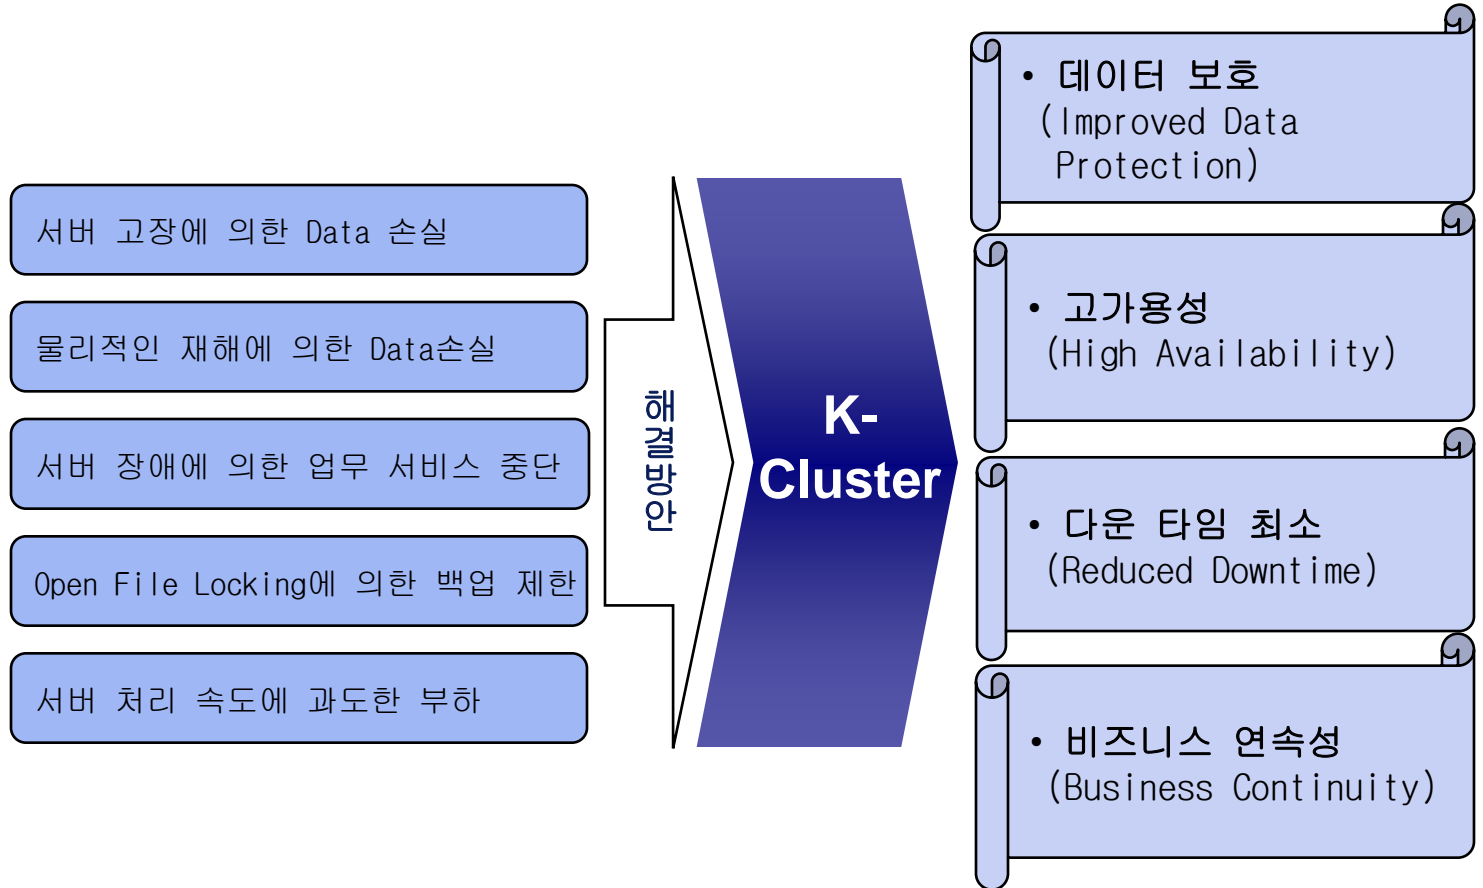 서버 고장에 의한 Data 손실
물리적인 재해에 의한 Data손실
서버 장애에 의한 업무 서비스 중단
Open File Locking에 의한 백업 제한
서버 처리 속도에 과도한 부하
해결방안
K-
Cluster
• 데이터 보호
(Improved Data
Protection)
• 고가용성
(High Availability)
• 다운 타임 최소
(Reduced Downtime)
• 비즈니스 연속성
(Business Continuity)